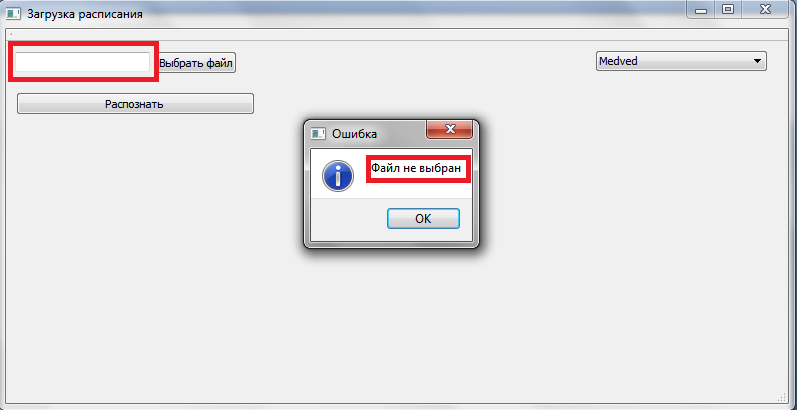 Загрузка расписания
Выбрать файл
Medved
Распознать
Ошибка
Файл не выбран
OK